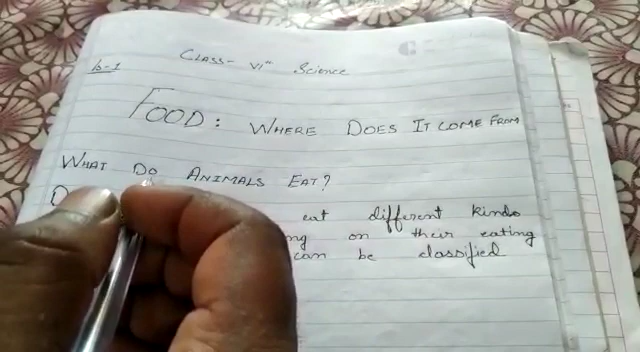 b-1
CLASS- VIth Science
FOOD: WHERE DOES IT COME FROM
WHAT DO ANIMALS EAT?
eat different kinds
ng on their eating
can be classified